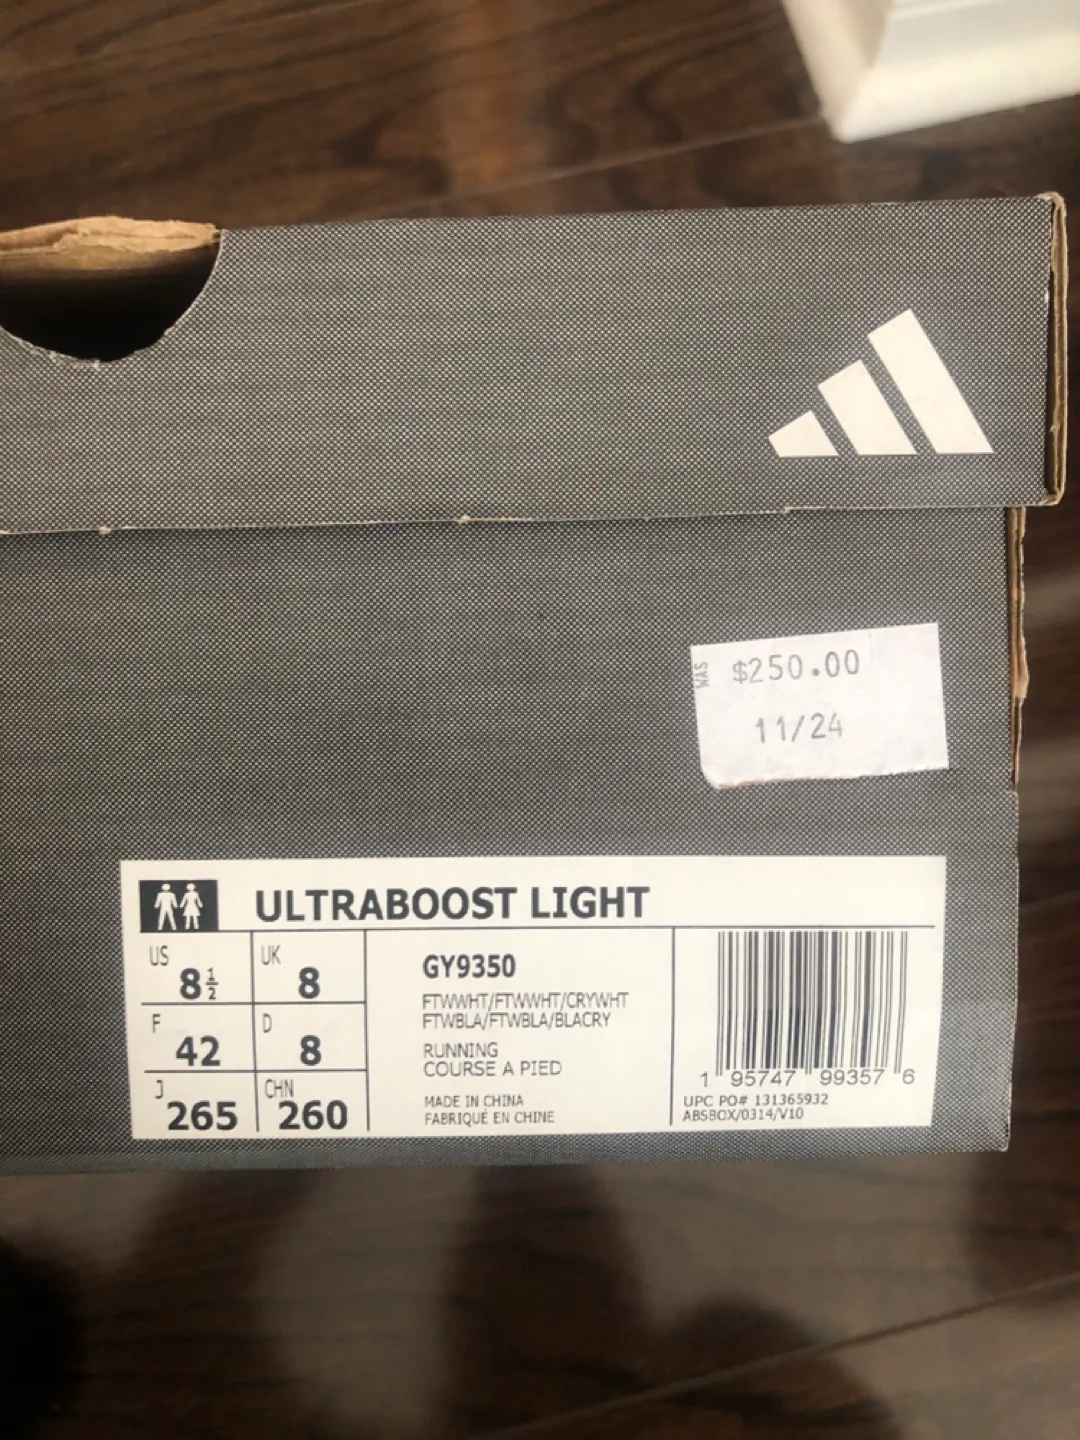 WAS $250.00
11/24
ULTRABOOST LIGHT
US 8½ UK 8
F 42 D 8
J 265 CHN 260
GY9350
FTWWHT/FTWWHT/CRYWHT
FTWBLA/FTWBLA/BLACRY
RUNNING
COURSE A PIED
MADE IN CHINA
FABRIQUÉ EN CHINE
1 95747 99357 6
UPC PO# 131365932
ABSBOX/0314/V10